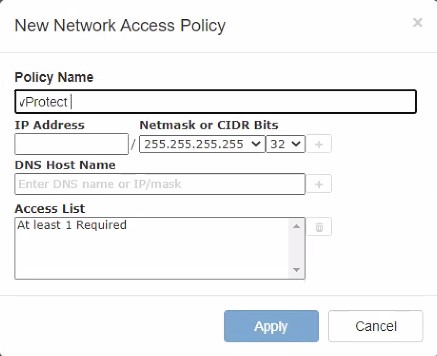 New Network Access Policy ×
Policy Name
vProtect
IP Address Netmask or CIDR Bits
/ 255.255.255.255 32 +
DNS Host Name
Enter DNS name or IP/mask +
Access List
At least 1 Required
Apply Cancel